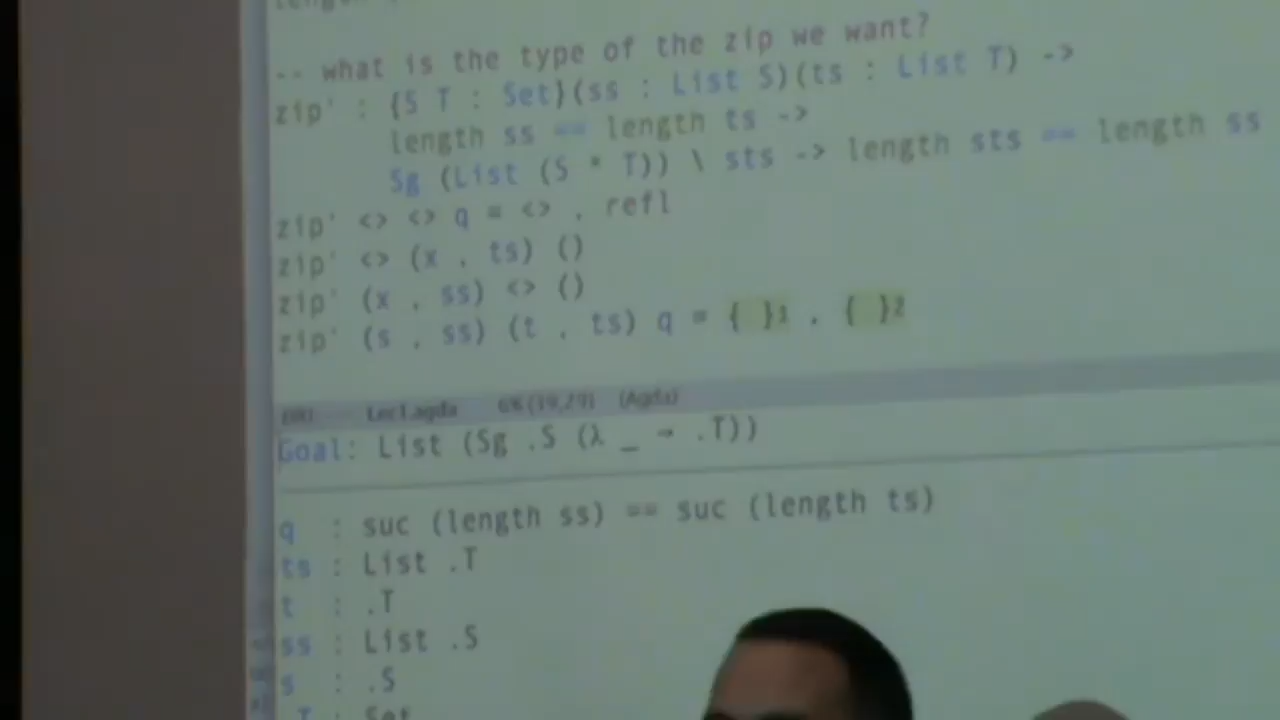 length
-- what is the type of the zip we want?
zip' : {S T : Set}(ss : List S)(ts : List T) ->
length ss == length ts ->
Sg (List (S * T)) \ sts -> length sts == length ss
zip' <> <> q = <> , refl
zip' <> (x , ts) ()
zip' (x , ss) <> ()
zip' (s , ss) (t , ts) q = { }1 , { }2
(Agda)
Goal: List (Sg .S (λ _ → .T))
q : suc (length ss) == suc (length ts)
ts : List .T
t : .T
ss : List .S
s : .S
.T : Set